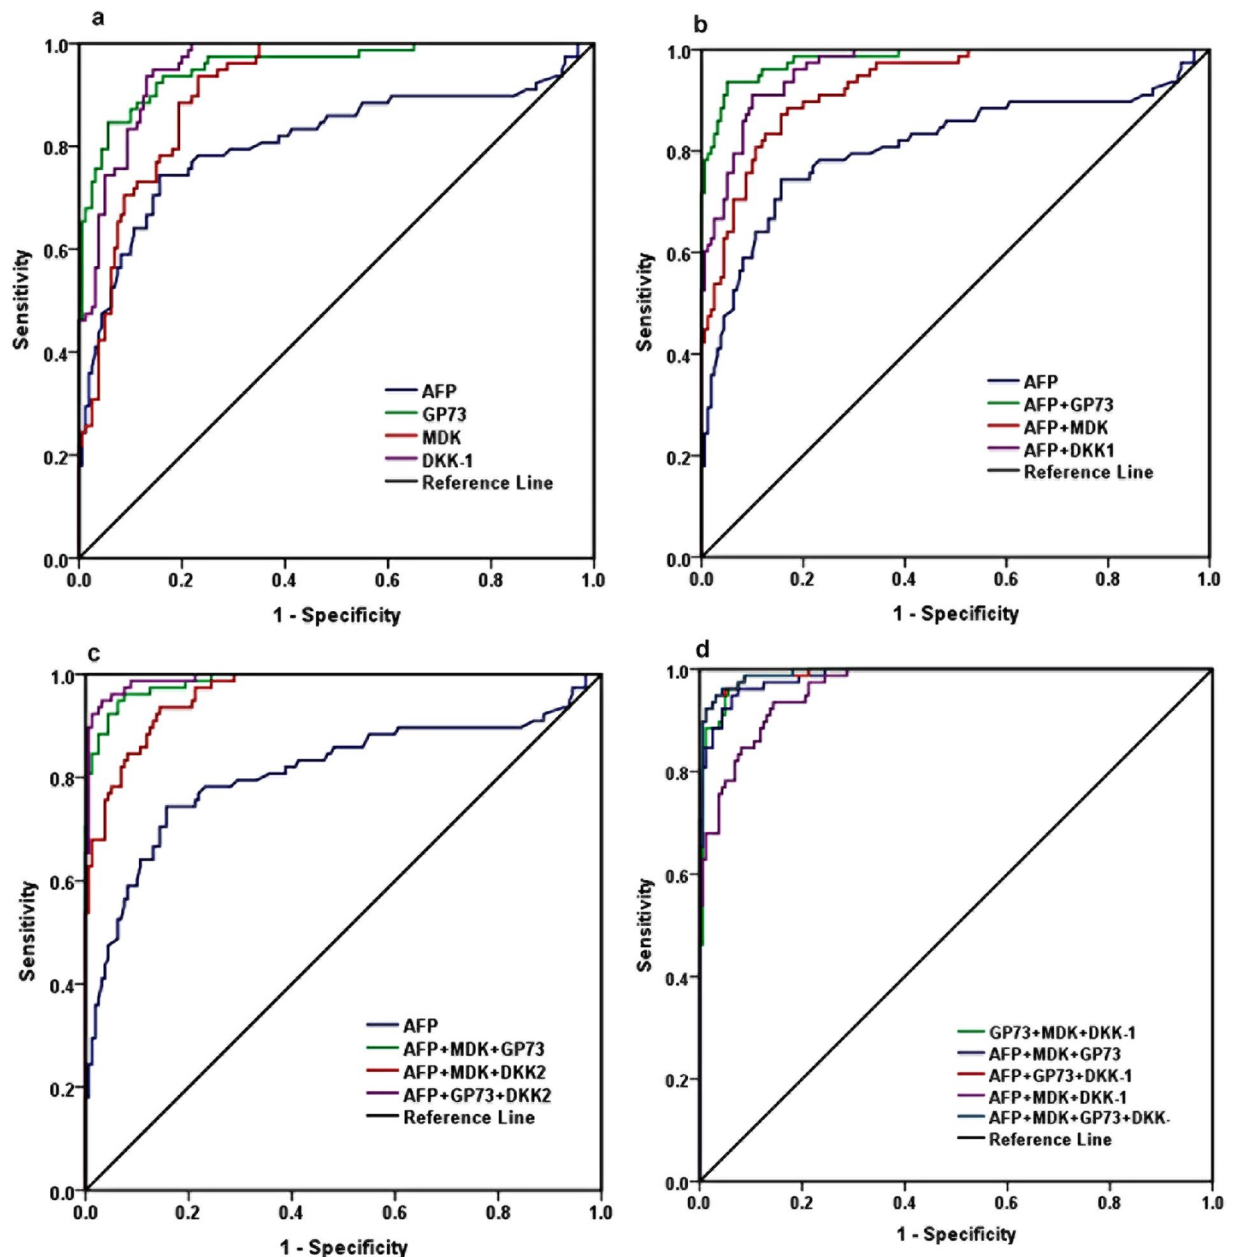 a
1.0
0.8
0.6
0.4
0.2
0.0
Sensitivity
AFP
GP73
MDK
DKK-1
Reference Line
0.0 0.2 0.4 0.6 0.8 1.0
1 - Specificity
b
1.0
0.8
0.6
0.4
0.2
0.0
Sensitivity
AFP
AFP+GP73
AFP+MDK
AFP+DKK1
Reference Line
0.0 0.2 0.4 0.6 0.8 1.0
1 - Specificity
c
1.0
0.8
0.6
0.4
0.2
0.0
Sensitivity
AFP
AFP+MDK+GP73
AFP+MDK+DKK2
AFP+GP73+DKK2
Reference Line
0.0 0.2 0.4 0.6 0.8 1.0
1 - Specificity
d
1.0
0.8
0.6
0.4
0.2
0.0
Sensitivity
GP73+MDK+DKK-1
AFP+MDK+GP73
AFP+GP73+DKK-1
AFP+MDK+DKK-1
AFP+MDK+GP73+DKK-
Reference Line
0.0 0.2 0.4 0.6 0.8 1.0
1 - Specificity